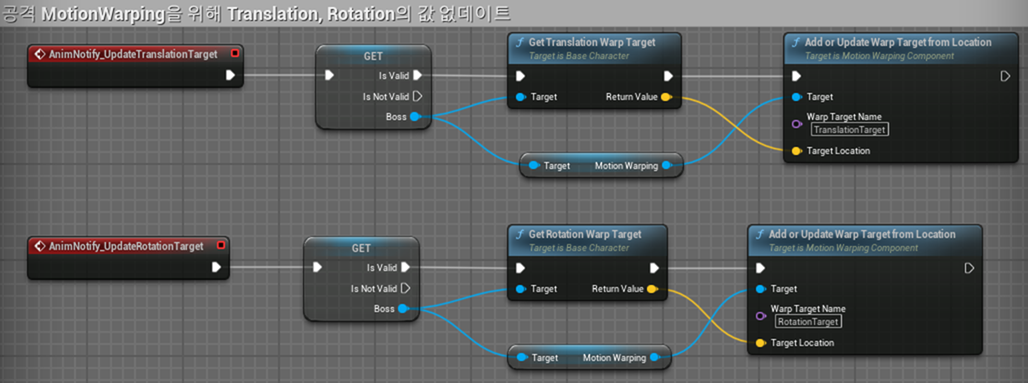 공격 MotionWarping을 위해 Translation, Rotation의 값 없데이트
AnimNotify_UpdateTranslationTarget
GET
Is Valid
Is Not Valid
Boss
Get Translation Warp Target
Target is Base Character
Target
Return Value
Target
Motion Warping
Add or Update Warp Target from Location
Target is Motion Warping Component
Target
Warp Target Name
TranslationTarget
Target Location
AnimNotify_UpdateRotationTarget
GET
Is Valid
Is Not Valid
Boss
Get Rotation Warp Target
Target is Base Character
Target
Return Value
Target
Motion Warping
Add or Update Warp Target from Location
Target is Motion Warping Component
Target
Warp Target Name
RotationTarget
Target Location